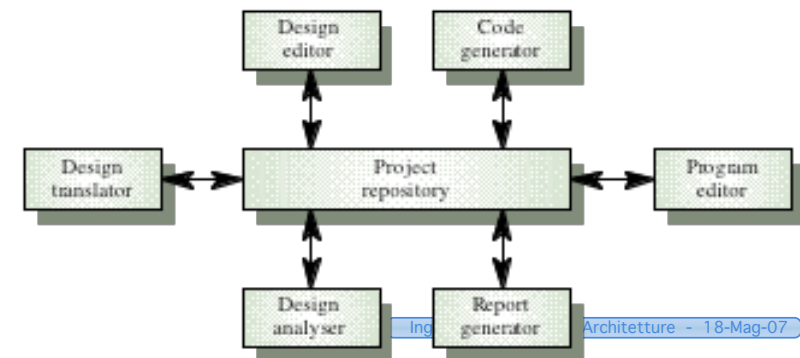 Design
editor
Code
generator
Design
translator
Project
repository
Program
editor
Design
analyser
Report
generator
Architetture - 18-Mag-07